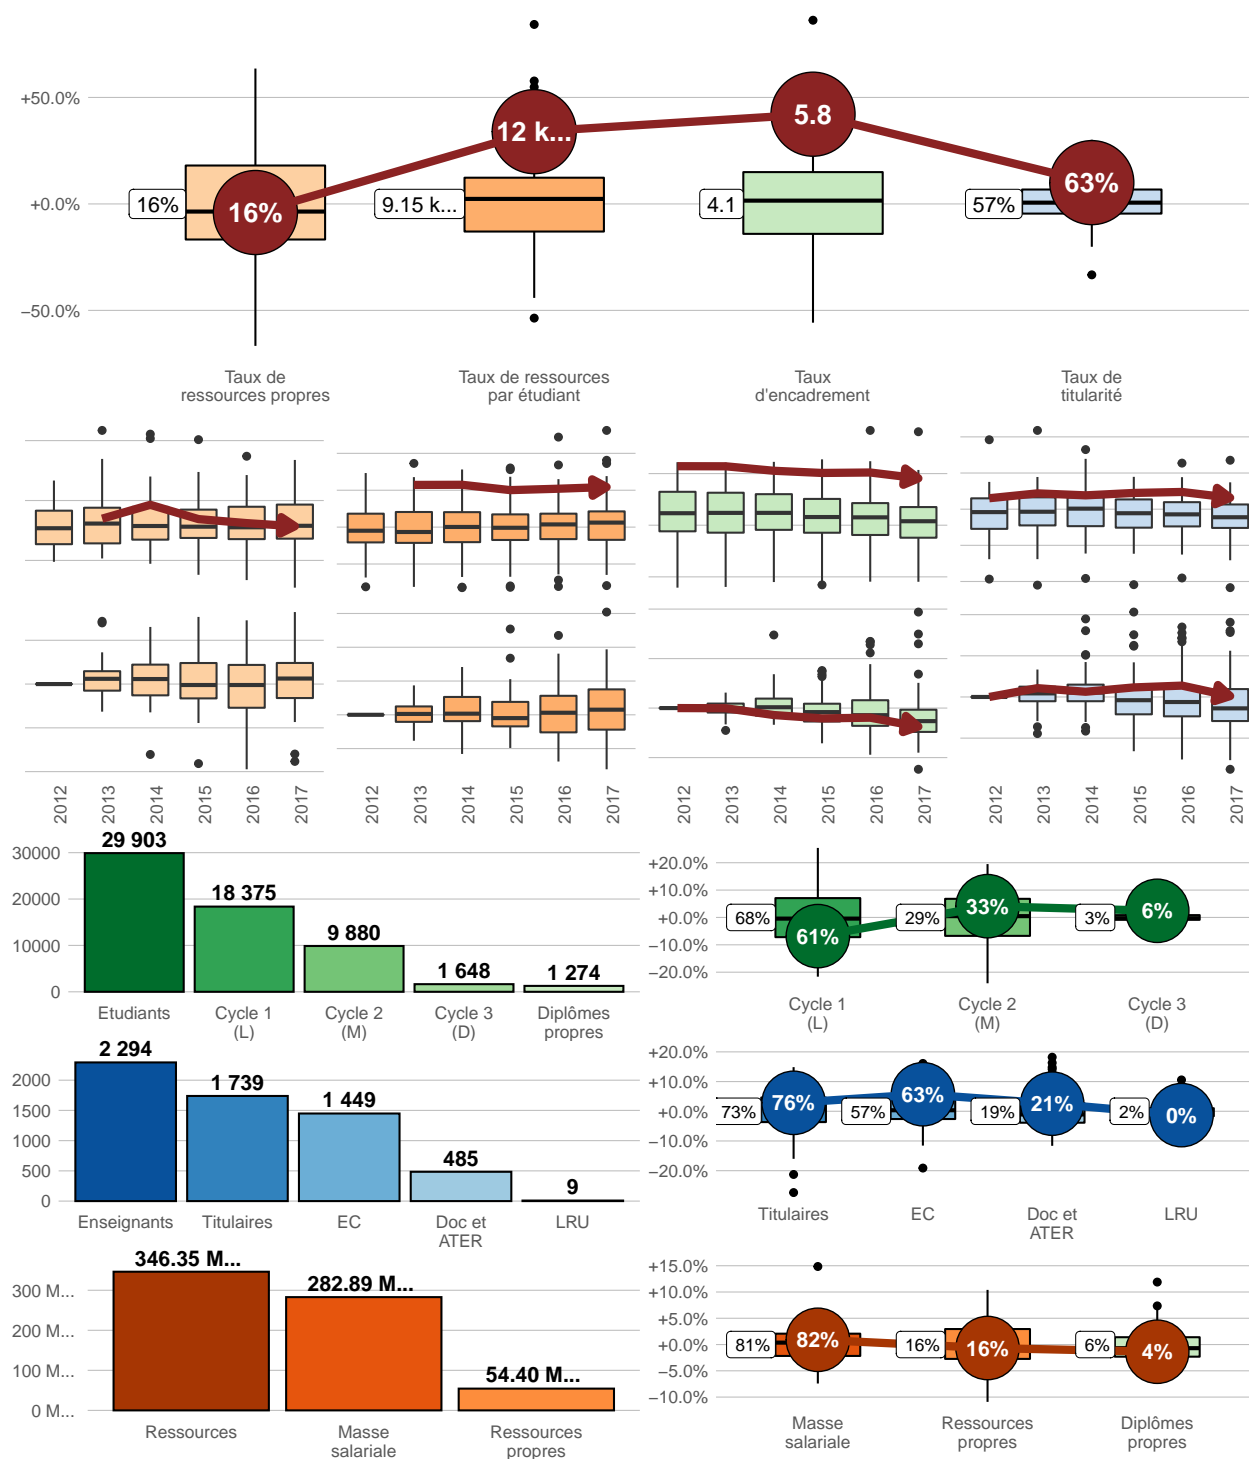 +50.0%
+0.0%
−50.0%
16%
16%
9.15 k...
12 k...
4.1
5.8
57%
63%
Taux de
ressources propres
Taux de ressources
par étudiant
Taux
d'encadrement
Taux de
titularité
2012
2013
2014
2015
2016
2017
2012
2013
2014
2015
2016
2017
2012
2013
2014
2015
2016
2017
2012
2013
2014
2015
2016
2017
30000
20000
10000
0
29 903
18 375
9 880
1 648
1 274
Etudiants
Cycle 1
(L)
Cycle 2
(M)
Cycle 3
(D)
Diplômes
propres
+20.0%
+10.0%
+0.0%
−10.0%
−20.0%
68%
61%
29%
33%
3%
6%
Cycle 1
(L)
Cycle 2
(M)
Cycle 3
(D)
2000
1500
1000
500
0
2 294
1 739
1 449
485
9
Enseignants
Titulaires
EC
Doc et
ATER
LRU
+20.0%
+10.0%
+0.0%
−10.0%
−20.0%
73%
76%
57%
63%
19%
21%
2%
0%
Titulaires
EC
Doc et
ATER
LRU
300 M...
200 M...
100 M...
0 M...
346.35 M...
282.89 M...
54.40 M...
Ressources
Masse
salariale
Ressources
propres
+15.0%
+10.0%
+5.0%
+0.0%
−5.0%
−10.0%
81%
82%
16%
16%
6%
4%
Masse
salariale
Ressources
propres
Diplômes
propres